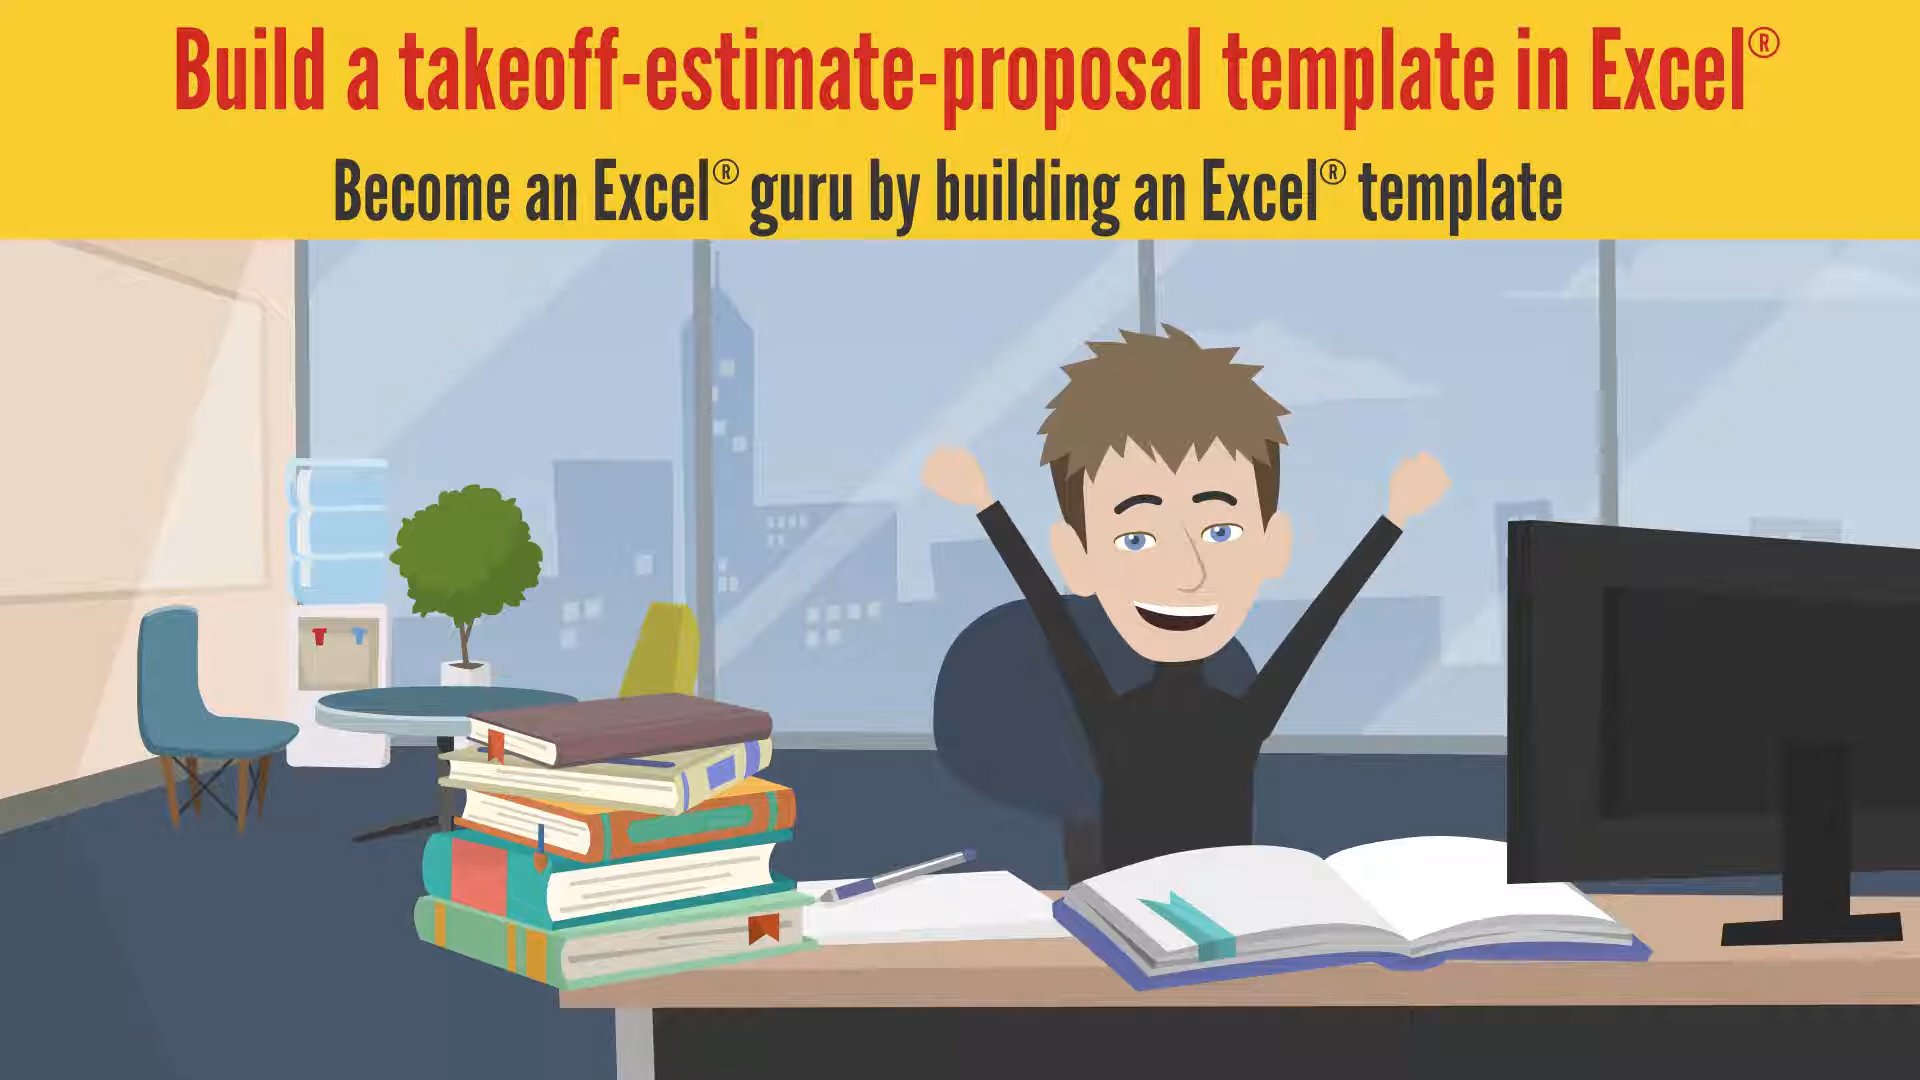 Build a takeoff-estimate-proposal template in Excel®
Become an Excel® guru by building an Excel® template